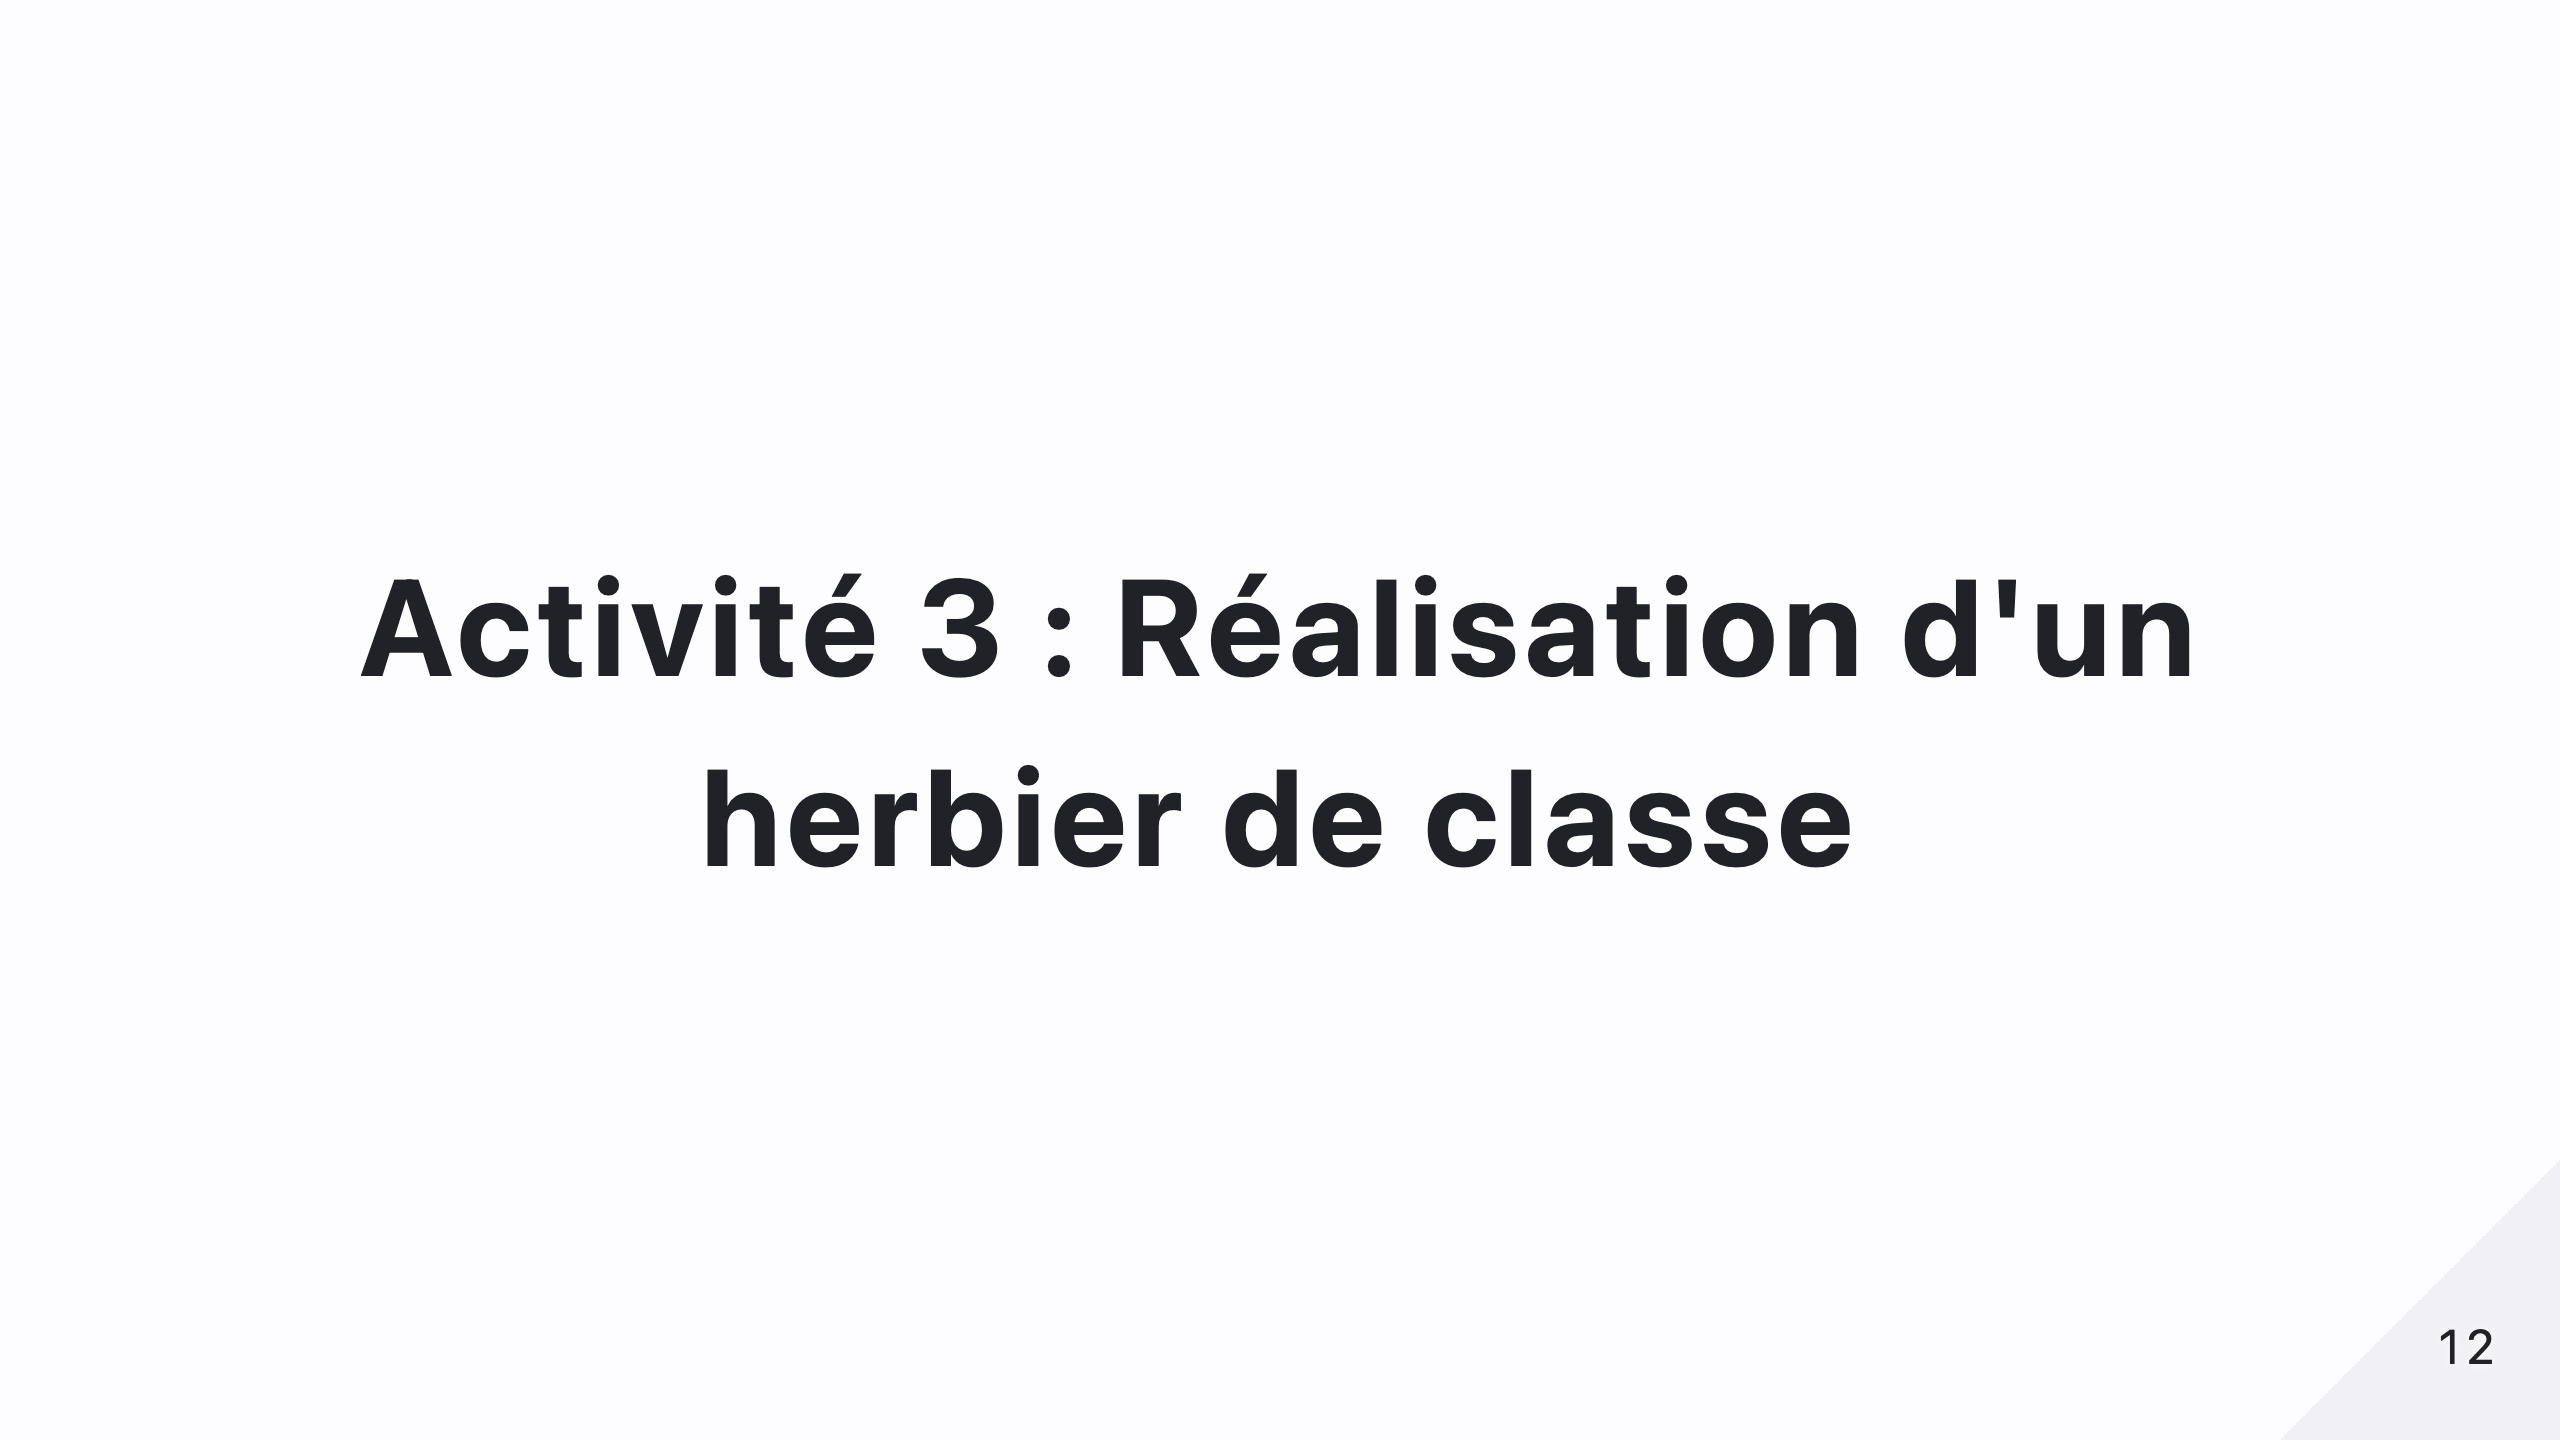 Activité 3 : Réalisation d'un
herbier de classe
12